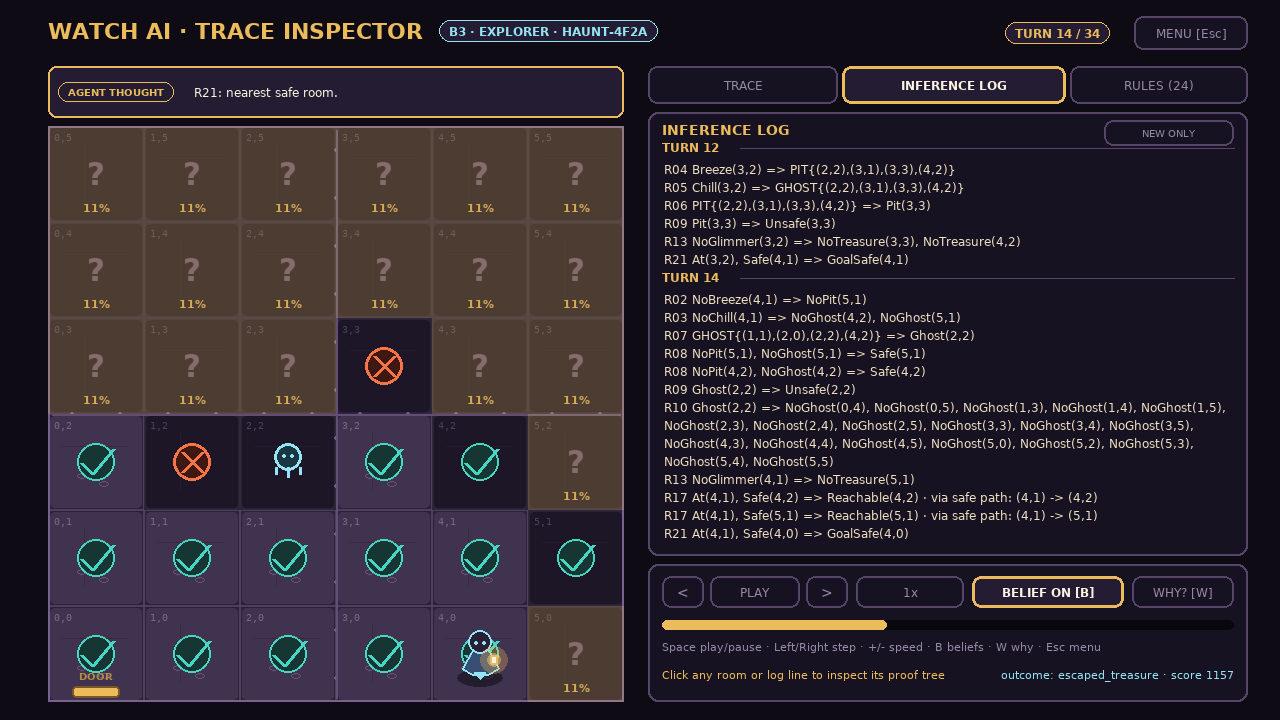 WATCH AI · TRACE INSPECTOR
B3 · EXPLORER · HAUNT-4F2A
TURN 14 / 34
MENU [Esc]
AGENT THOUGHT
R21: nearest safe room.
TRACE
INFERENCE LOG
RULES (24)
0,5 1,5 2,5 3,5 4,5 5,5
? ? ? ? ? ?
11% 11% 11% 11% 11% 11%
0,4 1,4 2,4 3,4 4,4 5,4
? ? ? ? ? ?
11% 11% 11% 11% 11% 11%
0,3 1,3 2,3 3,3 4,3 5,3
? ? ? ? ?
11% 11% 11% 11% 11%
0,2 1,2 2,2 3,2 4,2 5,2
?
11%
0,1 1,1 2,1 3,1 4,1 5,1
0,0 1,0 2,0 3,0 4,0 5,0
?
DOOR
11%
INFERENCE LOG
NEW ONLY
TURN 12
R04 Breeze(3,2) => PIT{(2,2),(3,1),(3,3),(4,2)}
R05 Chill(3,2) => GHOST{(2,2),(3,1),(3,3),(4,2)}
R06 PIT{(2,2),(3,1),(3,3),(4,2)} => Pit(3,3)
R09 Pit(3,3) => Unsafe(3,3)
R13 NoGlimmer(3,2) => NoTreasure(3,3), NoTreasure(4,2)
R21 At(3,2), Safe(4,1) => GoalSafe(4,1)
TURN 14
R02 NoBreeze(4,1) => NoPit(5,1)
R03 NoChill(4,1) => NoGhost(4,2), NoGhost(5,1)
R07 GHOST{(1,1),(2,0),(2,2),(4,2)} => Ghost(2,2)
R08 NoPit(5,1), NoGhost(5,1) => Safe(5,1)
R08 NoPit(4,2), NoGhost(4,2) => Safe(4,2)
R09 Ghost(2,2) => Unsafe(2,2)
R10 Ghost(2,2) => NoGhost(0,4), NoGhost(0,5), NoGhost(1,3), NoGhost(1,4), NoGhost(1,5),
NoGhost(2,3), NoGhost(2,4), NoGhost(2,5), NoGhost(3,3), NoGhost(3,4), NoGhost(3,5),
NoGhost(4,3), NoGhost(4,4), NoGhost(4,5), NoGhost(5,0), NoGhost(5,2), NoGhost(5,3),
NoGhost(5,4), NoGhost(5,5)
R13 NoGlimmer(4,1) => NoTreasure(5,1)
R17 At(4,1), Safe(4,2) => Reachable(4,2) · via safe path: (4,1) -> (4,2)
R17 At(4,1), Safe(5,1) => Reachable(5,1) · via safe path: (4,1) -> (5,1)
R21 At(4,1), Safe(4,0) => GoalSafe(4,0)
<
PLAY
>
1x
BELIEF ON [B]
WHY? [W]
Space play/pause · Left/Right step · +/- speed · B beliefs · W why · Esc menu
Click any room or log line to inspect its proof tree
outcome: escaped_treasure · score 1157